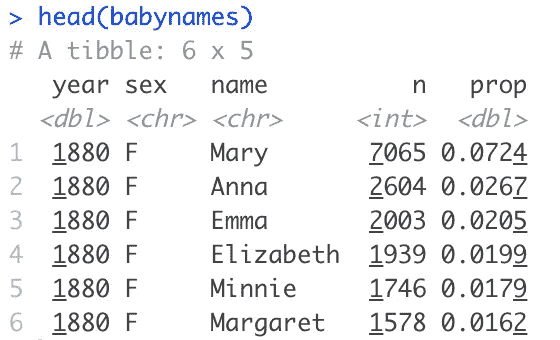 > head(babynames)
# A tibble: 6 x 5
year sex name n prop
<dbl> <chr> <chr> <int> <dbl>
1 1880 F Mary 7065 0.0724
2 1880 F Anna 2604 0.0267
3 1880 F Emma 2003 0.0205
4 1880 F Elizabeth 1939 0.0199
5 1880 F Minnie 1746 0.0179
6 1880 F Margaret 1578 0.0162